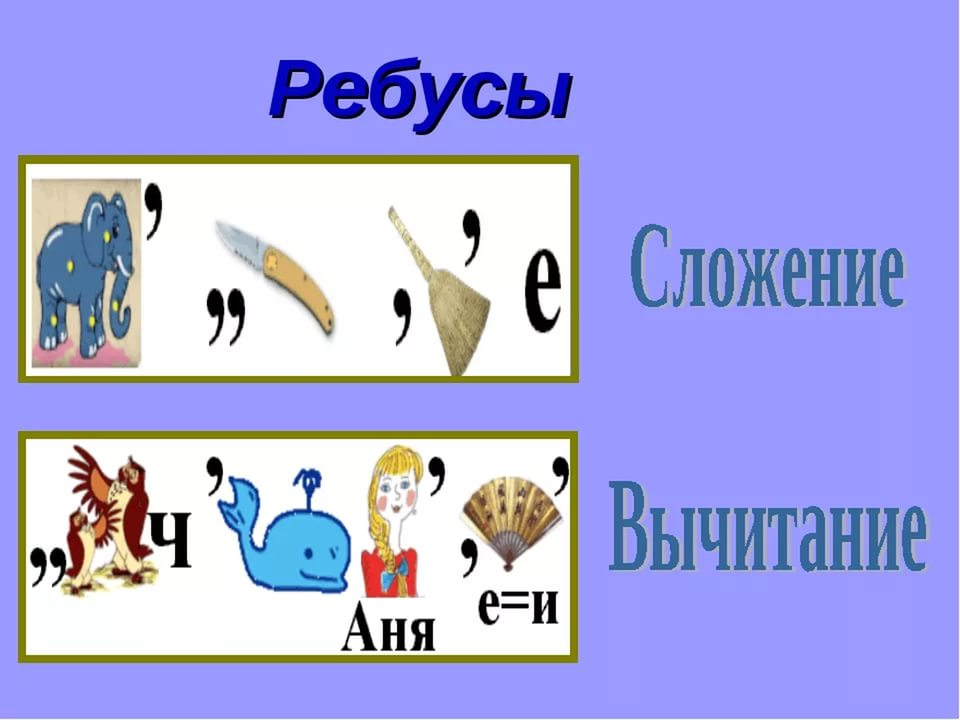 Ребусы
’ ’ е
„ ’
Сложение
’ ч ’ ’
„ ’
е=и
Аня
Вычитание